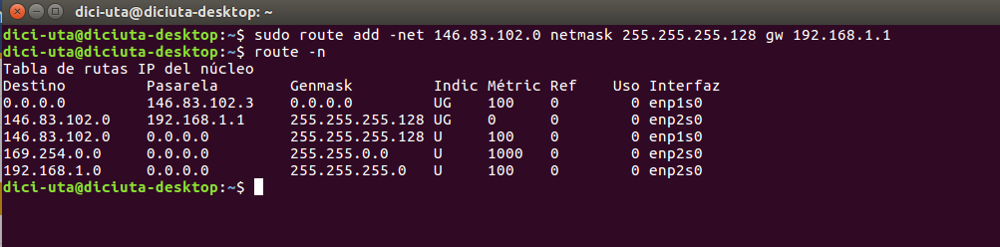 dici-uta@diciuta-desktop: ~
dici-uta@diciuta-desktop:~$ sudo route add -net 146.83.102.0 netmask 255.255.255.128 gw 192.168.1.1
dici-uta@diciuta-desktop:~$ route -n
Tabla de rutas IP del núcleo
Destino Pasarela Genmask Indic Métric Ref Uso Interfaz
0.0.0.0 146.83.102.3 0.0.0.0 UG 100 0 0 enp1s0
146.83.102.0 192.168.1.1 255.255.255.128 UG 0 0 0 enp2s0
146.83.102.0 0.0.0.0 255.255.255.128 U 100 0 0 enp1s0
169.254.0.0 0.0.0.0 255.255.0.0 U 1000 0 0 enp2s0
192.168.1.0 0.0.0.0 255.255.255.0 U 100 0 0 enp2s0
dici-uta@diciuta-desktop:~$